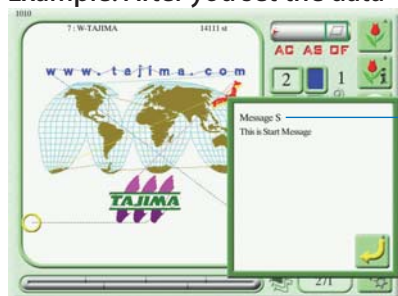 Example: After you set the data
1010
7 : W-TAJIMA 14111 st
www.tajima.com
TAJIMA
AC AS OF
2 1
i
Message S
This is Start Message
271